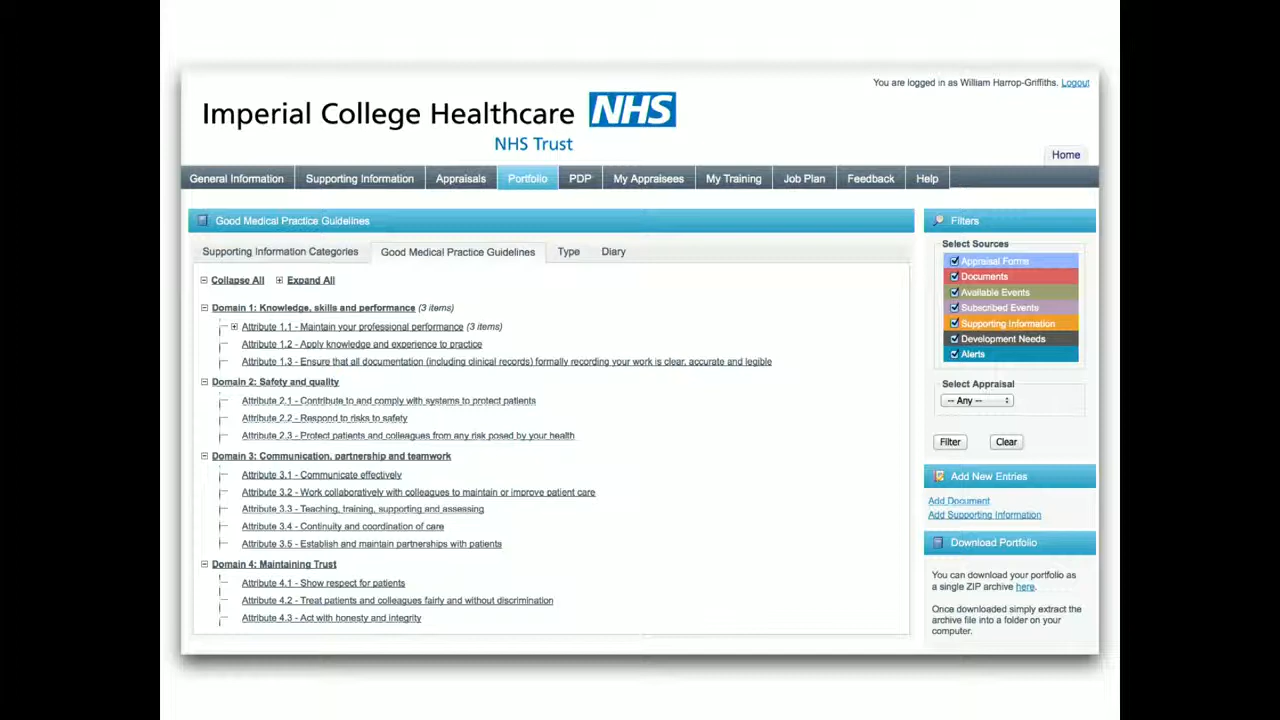 You are logged in as William Harrop-Griffiths. Logout
Imperial College Healthcare NHS
NHS Trust
Home
General Information Supporting Information Appraisals Portfolio PDP My Appraisees My Training Job Plan Feedback Help
Good Medical Practice Guidelines
Supporting Information Categories Good Medical Practice Guidelines Type Diary
Collapse All Expand All
Domain 1: Knowledge, skills and performance (3 items)
Attribute 1.1 - Maintain your professional performance (3 items)
Attribute 1.2 - Apply knowledge and experience to practice
Attribute 1.3 - Ensure that all documentation (including clinical records) formally recording your work is clear, accurate and legible
Domain 2: Safety and quality
Attribute 2.1 - Contribute to and comply with systems to protect patients
Attribute 2.2 - Respond to risks to safety
Attribute 2.3 - Protect patients and colleagues from any risk posed by your health
Domain 3: Communication, partnership and teamwork
Attribute 3.1 - Communicate effectively
Attribute 3.2 - Work collaboratively with colleagues to maintain or improve patient care
Attribute 3.3 - Teaching, training, supporting and assessing
Attribute 3.4 - Continuity and coordination of care
Attribute 3.5 - Establish and maintain partnerships with patients
Domain 4: Maintaining Trust
Attribute 4.1 - Show respect for patients
Attribute 4.2 - Treat patients and colleagues fairly and without discrimination
Attribute 4.3 - Act with honesty and integrity
Filters
Select Sources
Appraisal Forms
Documents
Available Events
Subscribed Events
Supporting Information
Development Needs
Alerts
Select Appraisal
-- Any --
Filter Clear
Add New Entries
Add Document
Add Supporting Information
Download Portfolio
You can download your portfolio as
a single ZIP archive here.
Once downloaded simply extract the
archive file into a folder on your
computer.